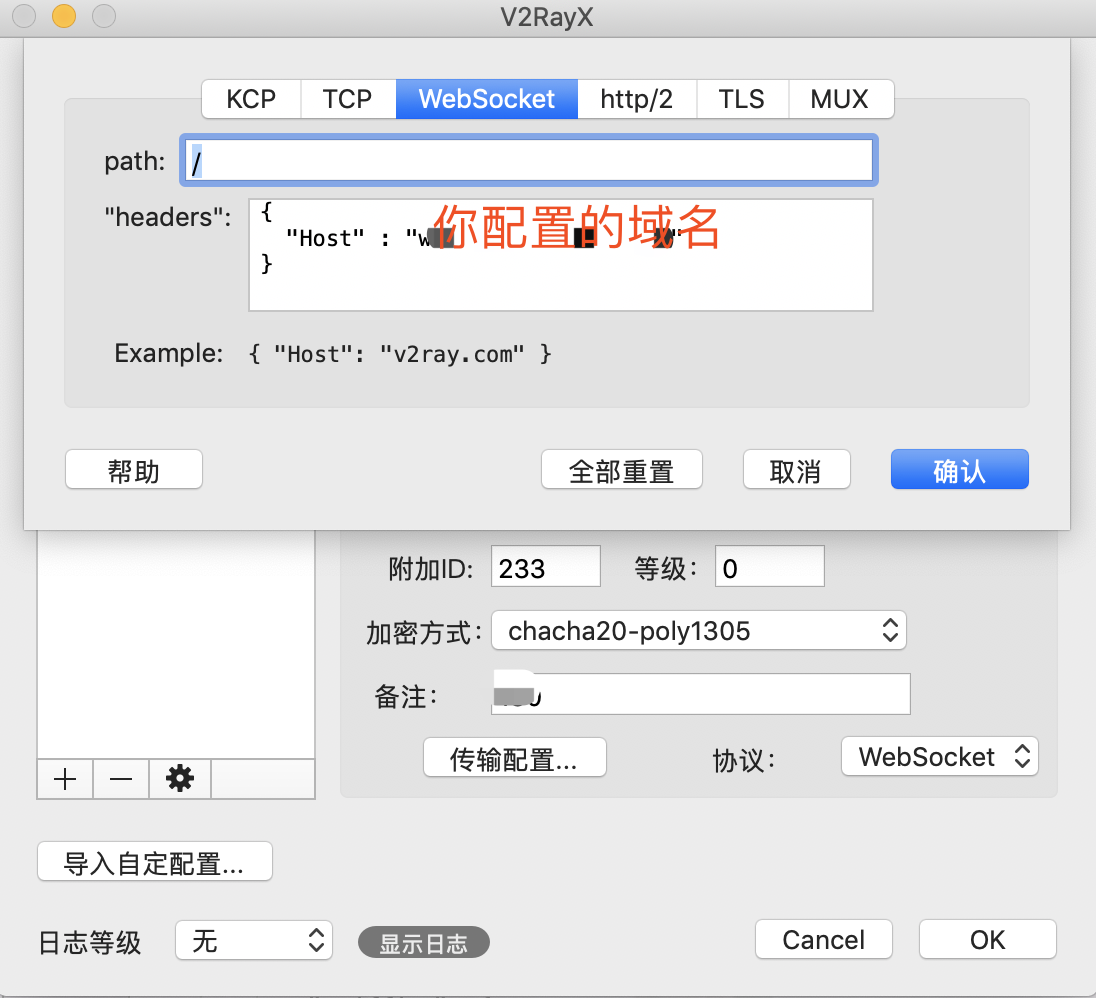 V2RayX
KCP TCP WebSocket http/2 TLS MUX
path: /
"headers": {
"Host" : "w
你配置的域名
}
Example: { "Host": "v2ray.com" }
帮助 全部重置 取消 确认
附加ID: 233 等级: 0
加密方式: chacha20-poly1305
备注:
传输配置... 协议: WebSocket
导入自定配置...
日志等级 无 显示日志 Cancel OK